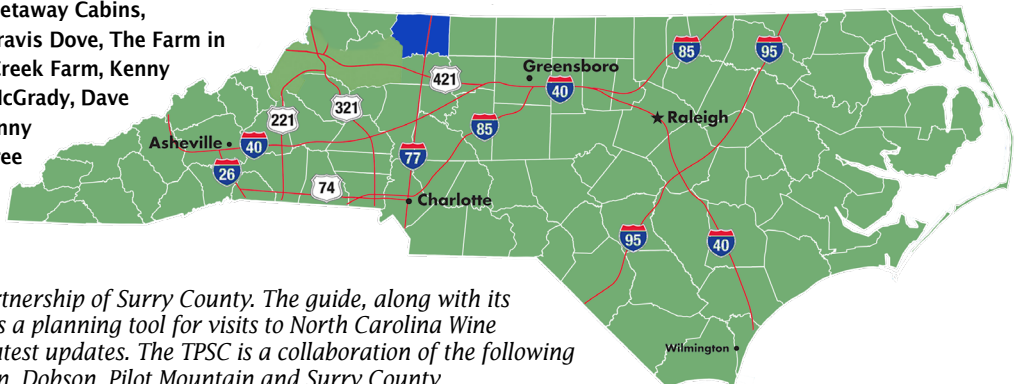 etaway Cabins,
ravis Dove, The Farm in
Creek Farm, Kenny
McGrady, Dave
nny
ree
85
95
Greensboro
421
40
321
221
85
Raleigh
Asheville
40
77
26
74
Charlotte
95
40
Wilmington
rtnership of Surry County. The guide, along with its
s a planning tool for visits to North Carolina Wine
atest updates. The TPSC is a collaboration of the following
n, Dobson, Pilot Mountain and Surry County